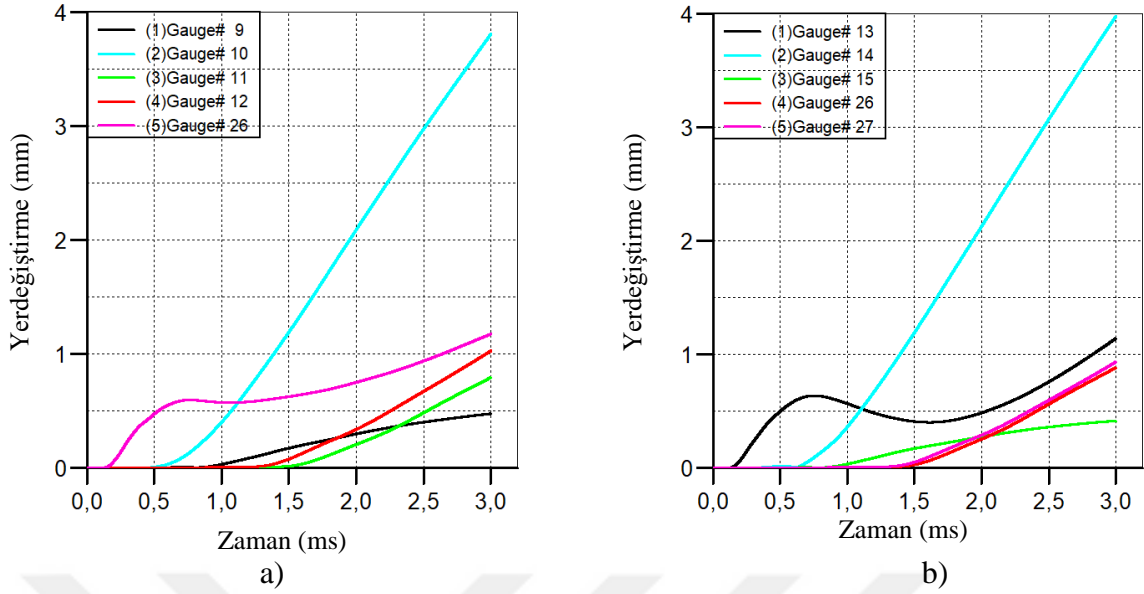 4
3
2
1
0
Yerdeğiştirme (mm)
(1)Gauge# 9
(2)Gauge# 10
(3)Gauge# 11
(4)Gauge# 12
(5)Gauge# 26
0,0 0,5 1,0 1,5 2,0 2,5 3,0
Zaman (ms)
a)
4
3
2
1
0
Yerdeğiştirme (mm)
(1)Gauge# 13
(2)Gauge# 14
(3)Gauge# 15
(4)Gauge# 26
(5)Gauge# 27
0,0 0,5 1,0 1,5 2,0 2,5 3,0
Zaman (ms)
b)